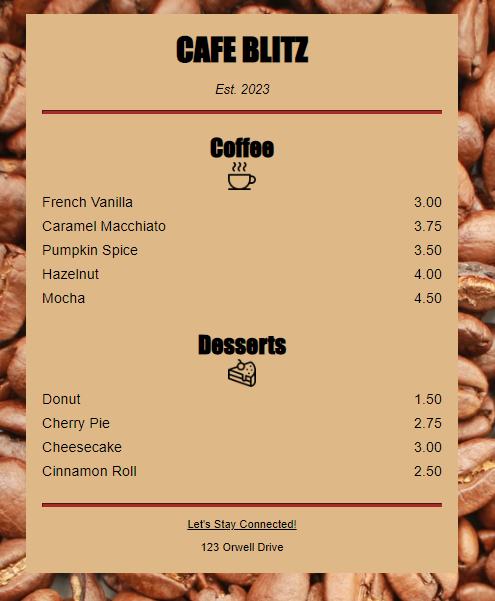 CAFE BLITZ
Est. 2023
Coffee
French Vanilla 3.00
Caramel Macchiato 3.75
Pumpkin Spice 3.50
Hazelnut 4.00
Mocha 4.50
Desserts
Donut 1.50
Cherry Pie 2.75
Cheesecake 3.00
Cinnamon Roll 2.50
Let's Stay Connected!
123 Orwell Drive